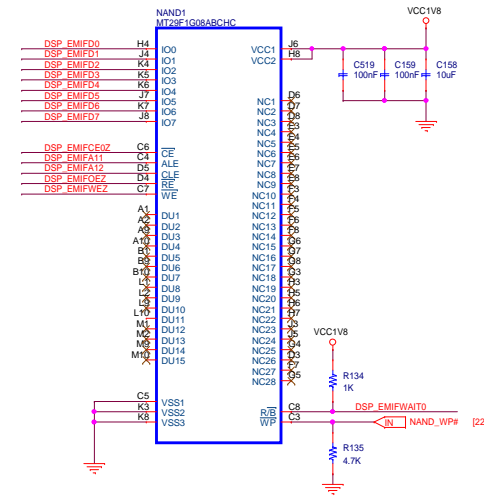 NAND1
MT29F1G08ABCHC
VCC1V8
DSP_EMIFD0 H4 IO0
DSP_EMIFD1 J4 IO1
DSP_EMIFD2 K4 IO2
DSP_EMIFD3 K5 IO3
DSP_EMIFD4 K6 IO4
DSP_EMIFD5 J7 IO5
DSP_EMIFD6 K7 IO6
DSP_EMIFD7 J8 IO7
VCC1 J6
VCC2 H8
C519
100nF
C159
100nF
C158
10uF
DSP_EMIFCE0Z C6 CE
DSP_EMIFA11 C4 ALE
DSP_EMIFA12 D5 CLE
DSP_EMIFOEZ D4 RE
DSP_EMIFWEZ C7 WE
NC1 D6
NC2 D7
NC3 D8
NC4 E3
NC5 E4
NC6 E5
NC7
NC8
NC9 E8
NC10 F3
NC11 F4
NC12 F5
NC13 F6
NC14 F8
NC15 G6
NC16 G7
NC17 G8
NC18 G3
NC19 H3
NC20 H5
NC21 H6
NC22 H7
NC23 J3
NC24 J5
NC25 G4
NC26 D3
NC27
NC28 G5
A1 DU1
A2 DU2
A9 DU3
A10 DU4
B1 DU5
B9 DU6
B10 DU7
L1 DU8
L2 DU9
L9 DU10
L10 DU11
M1 DU12
M2 DU13
M9 DU14
M10 DU15
C5 VSS1
K3 VSS2
K8 VSS3
VCC1V8
R134
1K
R/B C8 DSP_EMIFWAIT0
WP C3 IN NAND_WP# [22
R135
4.7K